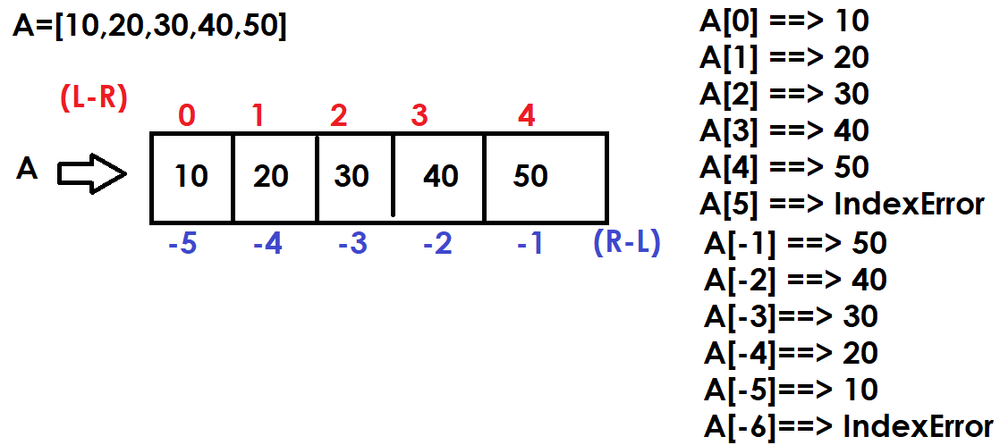 A=[10,20,30,40,50]
(L-R)
0 1 2 3 4
A 10 20 30 40 50
-5 -4 -3 -2 -1 (R-L)
A[0] ==> 10
A[1] ==> 20
A[2] ==> 30
A[3] ==> 40
A[4] ==> 50
A[5] ==> IndexError
A[-1] ==> 50
A[-2] ==> 40
A[-3]==> 30
A[-4]==> 20
A[-5]==> 10
A[-6]==> IndexError